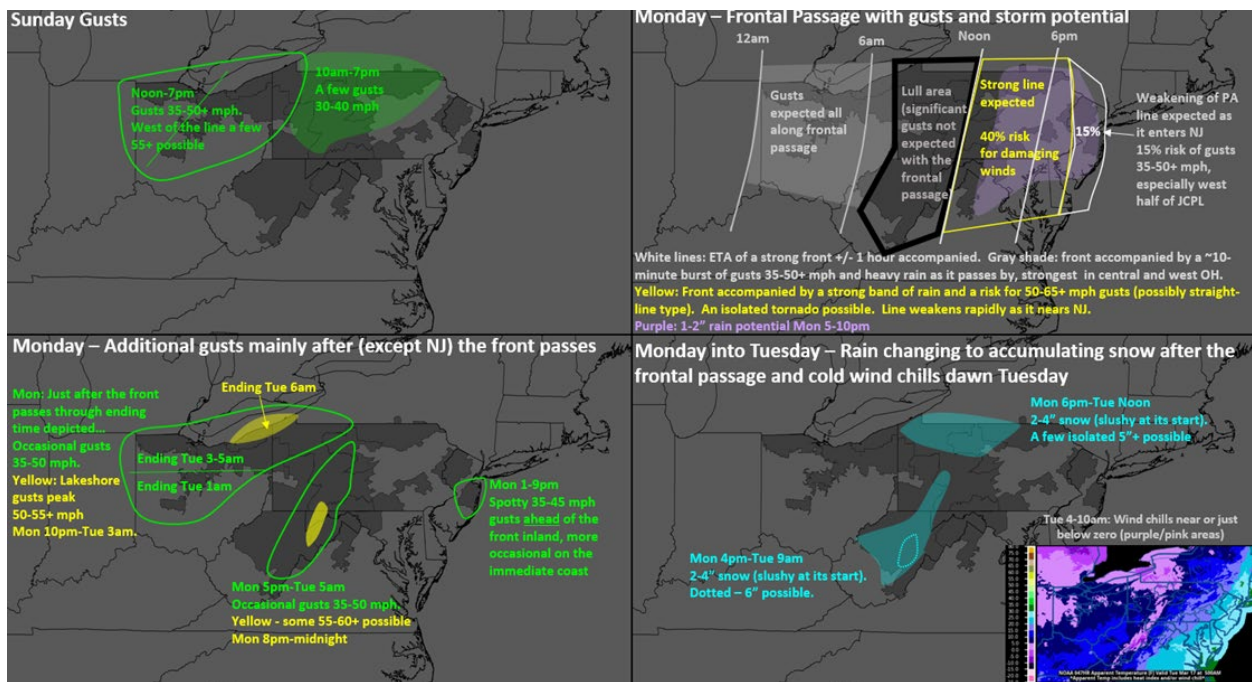 Sunday Gusts
Noon-7pm
Gusts 35-50+ mph.
West of the line a few
55+ possible
10am-7pm
A few gusts
30-40 mph
Monday – Frontal Passage with gusts and storm potential
12am
6am
Noon
6pm
Gusts
expected all
along frontal
passage
Lull area
(significant
gusts not
expected
with the
frontal
passage
Strong line
expected
40% risk
for damaging
winds
15%
Weakening of PA
line expected as
it enters NJ
15% risk of gusts
35-50+ mph,
especially west
half of JCPL
White lines: ETA of a strong front +/- 1 hour accompanied. Gray shade: front accompanied by a ~10-
minute burst of gusts 35-50+ mph and heavy rain as it passes by, strongest in central and west OH.
Yellow: Front accompanied by a strong band of rain and a risk for 50-65+ mph gusts (possibly straight-
line type). An isolated tornado possible. Line weakens rapidly as it nears NJ.
Purple: 1-2” rain potential Mon 5-10pm
Monday – Additional gusts mainly after (except NJ) the front passes
Mon: Just after the front
passes through ending
time depicted…
Occasional gusts
35-50 mph.
Yellow: Lakeshore
gusts peak
50-55+ mph
Mon 10pm-Tue 3am.
Ending Tue 6am
Ending Tue 3-5am
Ending Tue 1am
Mon 1-9pm
Spotty 35-45 mph
gusts ahead of the
front inland, more
occasional on the
immediate coast
Mon 5pm-Tue 5am
Occasional gusts 35-50 mph.
Yellow - some 55-60+ possible
Mon 8pm-midnight
Monday into Tuesday – Rain changing to accumulating snow after the
frontal passage and cold wind chills dawn Tuesday
Mon 6pm-Tue Noon
2-4” snow (slushy at its start).
A few isolated 5”+ possible
Mon 4pm-Tue 9am
2-4” snow (slushy at its start).
Dotted – 6” possible.
Tue 4-10am: Wind chills near or just
below zero (purple/pink areas)